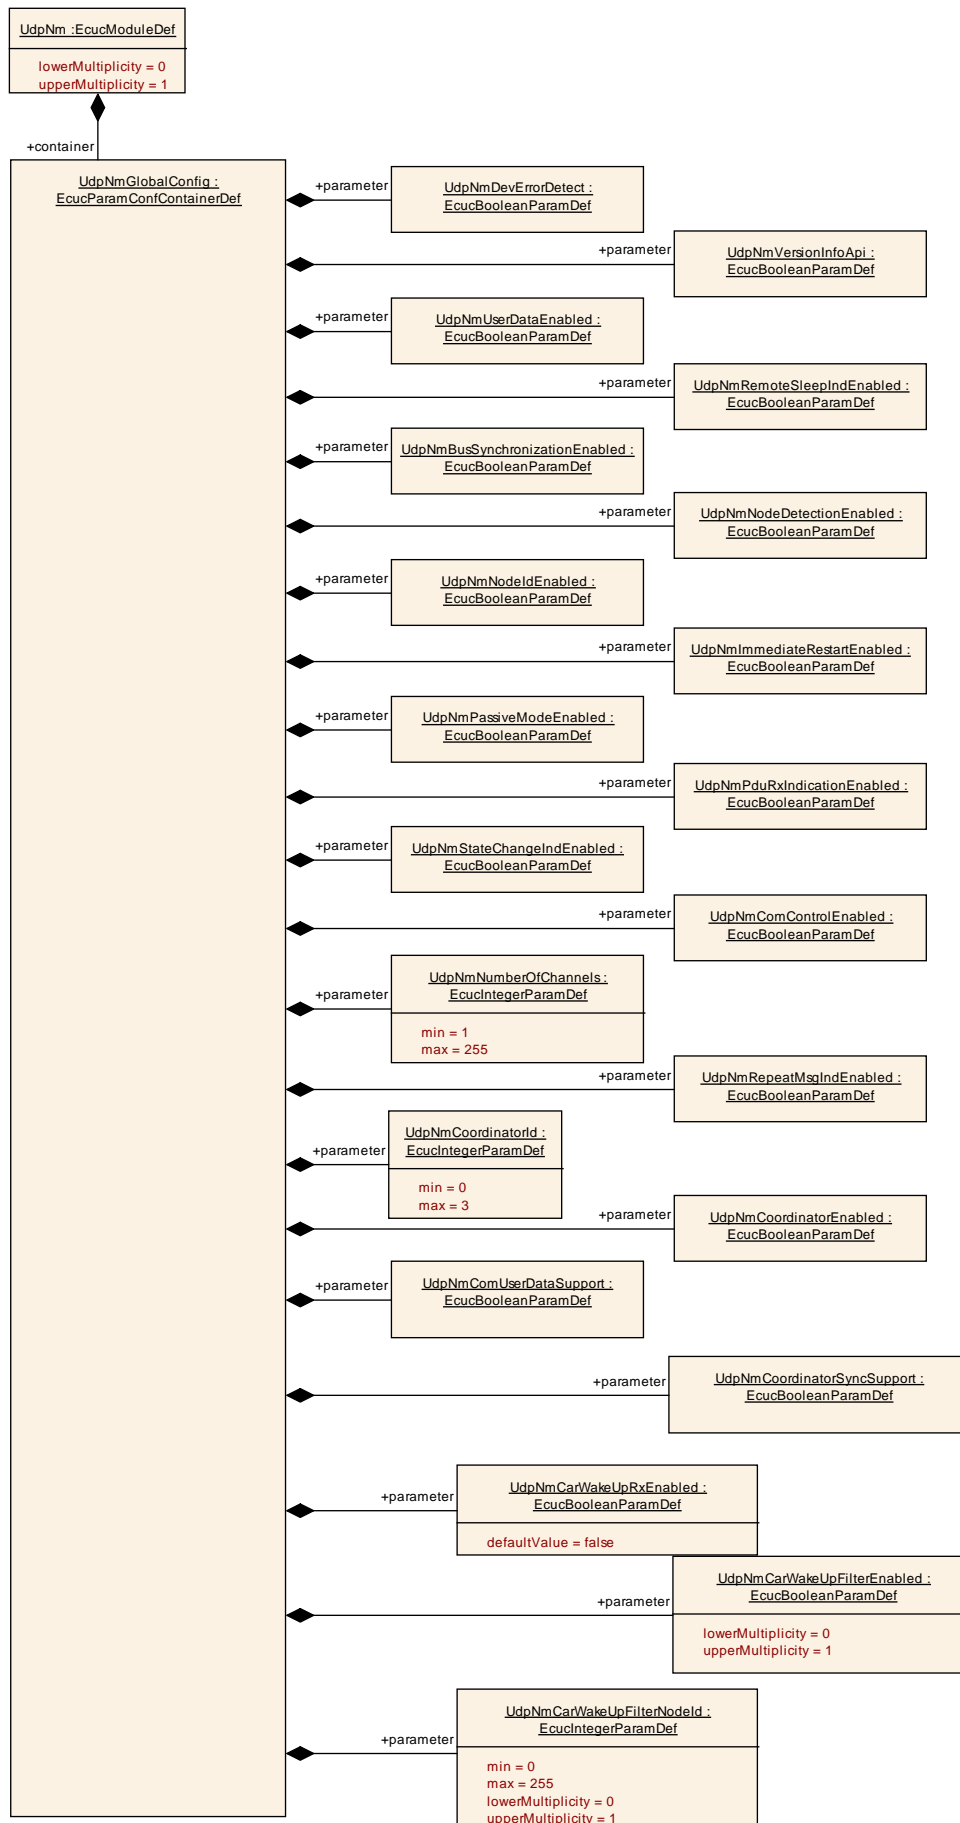 UdpNm :EcucModuleDef
lowerMultiplicity = 0
upperMultiplicity = 1
+container
UdpNmGlobalConfig :
EcucParamConfContainerDef
+parameter
UdpNmDevErrorDetect :
EcucBooleanParamDef
+parameter
UdpNmVersionInfoApi :
EcucBooleanParamDef
+parameter
UdpNmUserDataEnabled :
EcucBooleanParamDef
+parameter
UdpNmRemoteSleepIndEnabled :
EcucBooleanParamDef
+parameter
UdpNmBusSynchronizationEnabled :
EcucBooleanParamDef
+parameter
UdpNmNodeDetectionEnabled :
EcucBooleanParamDef
+parameter
UdpNmNodeIdEnabled :
EcucBooleanParamDef
+parameter
UdpNmImmediateRestartEnabled :
EcucBooleanParamDef
+parameter
UdpNmPassiveModeEnabled :
EcucBooleanParamDef
+parameter
UdpNmPduRxIndicationEnabled :
EcucBooleanParamDef
+parameter
UdpNmStateChangeIndEnabled :
EcucBooleanParamDef
+parameter
UdpNmComControlEnabled :
EcucBooleanParamDef
+parameter
UdpNmNumberOfChannels :
EcucIntegerParamDef
min = 1
max = 255
+parameter
UdpNmRepeatMsgIndEnabled :
EcucBooleanParamDef
+parameter
UdpNmCoordinatorId :
EcucIntegerParamDef
min = 0
max = 3
+parameter
UdpNmCoordinatorEnabled :
EcucBooleanParamDef
+parameter
UdpNmComUserDataSupport :
EcucBooleanParamDef
+parameter
UdpNmCoordinatorSyncSupport :
EcucBooleanParamDef
+parameter
UdpNmCarWakeUpRxEnabled :
EcucBooleanParamDef
defaultValue = false
+parameter
UdpNmCarWakeUpFilterEnabled :
EcucBooleanParamDef
lowerMultiplicity = 0
upperMultiplicity = 1
+parameter
UdpNmCarWakeUpFilterNodeId :
EcucIntegerParamDef
min = 0
max = 255
lowerMultiplicity = 0
upperMultiplicity = 1